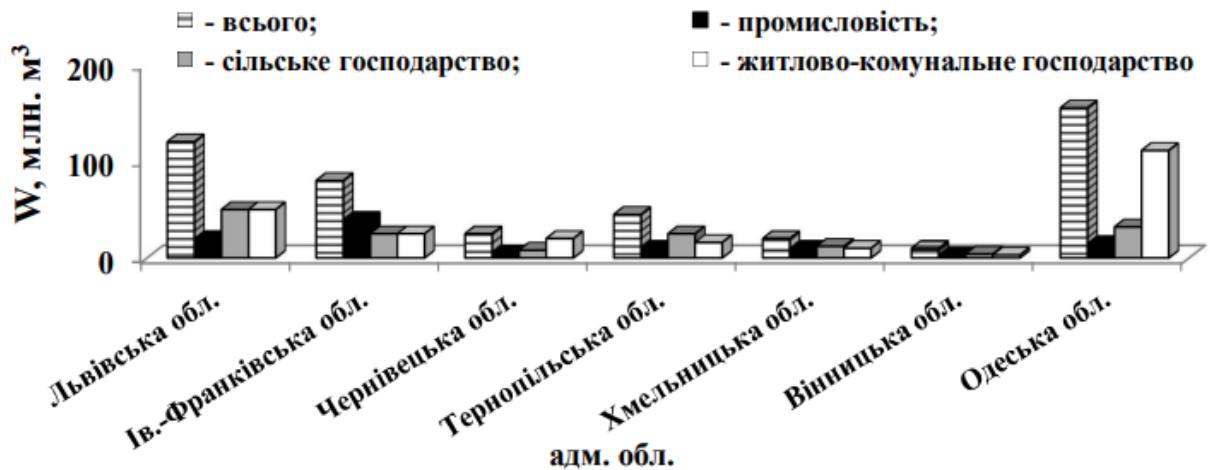 - всього;
- промисловість;
- сільське господарство;
- житлово-комунальне господарство
W, млн. м³
200
100
0
Львівська обл.
Ів.-Франківська обл.
Чернівецька обл.
Тернопільська обл.
Хмельницька обл.
Вінницька обл.
Одеська обл.
адм. обл.